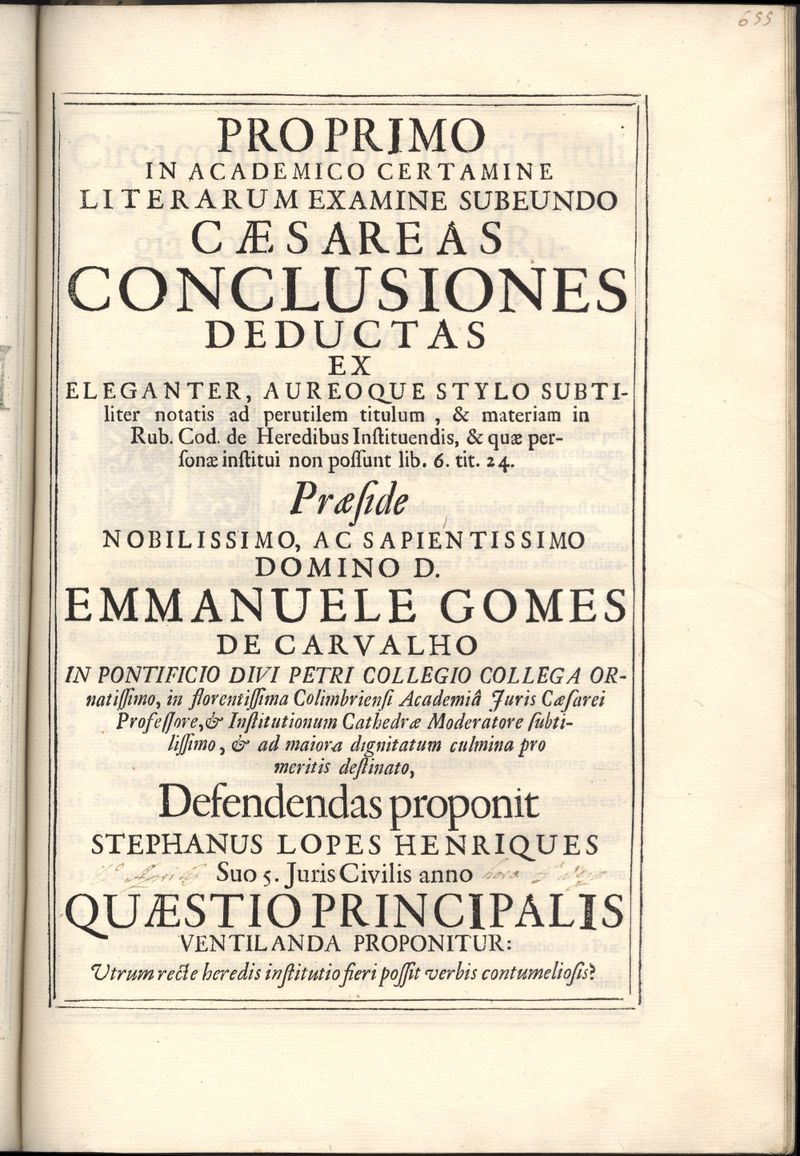 655
PRO PRIMO
IN ACADEMICO CERTAMINE
LITERARUM EXAMINE SUBEUNDO
CÆSAREAS
CONCLUSIONES
DEDUCTAS
EX
ELEGANTER, AUREOQUE STYLO SUBTI-
liter notatis ad perutilem titulum, & materiam in
Rub. Cod. de Heredibus Inſtituendis, & quæ per-
ſonæ inſtitui non poſſunt lib. 6. tit. 24.
Præſide
NOBILISSIMO, AC SAPIENTISSIMO
DOMINO D.
EMMANUELE GOMES
DE CARVALHO
IN PONTIFICIO DIVI PETRI COLLEGIO COLLEGA OR-
natiſſimo, in florentiſſima Colimbrienſi Academiâ Juris Cæſarei
Profeſſore, & Inſtitutionum Cathedræ Moderatore ſubti-
liſſimo, & ad maiora dignitatum culmina pro
meritis deſtinato,
Defendendas proponit
STEPHANUS LOPES HENRIQUES
Aprilis Suo 5. Juris Civilis anno hora
QUÆSTIO PRINCIPALIS
VENTILANDA PROPONITUR:
Utrum recte heredis inſtitutio fieri poſſit verbis contumelioſis?